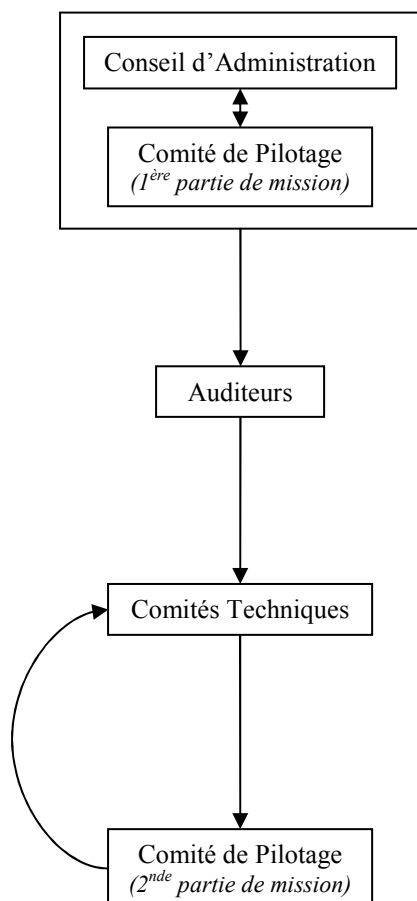 Conseil d’Administration
Comité de Pilotage
(1ère partie de mission)
Auditeurs
Comités Techniques
Comité de Pilotage
(2nde partie de mission)